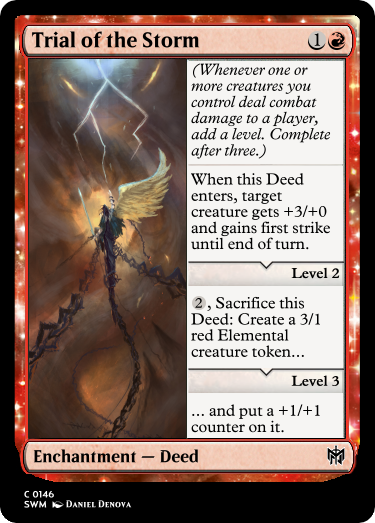 Trial of the Storm 1
(Whenever one or
more creatures you
control deal combat
damage to a player,
add a level. Complete
after three.)
When this Deed
enters, target
creature gets +3/+0
and gains first strike
until end of turn.
Level 2
2, Sacrifice this
Deed: Create a 3/1
red Elemental
creature token...
Level 3
... and put a +1/+1
counter on it.
Enchantment — Deed
C 0146
SWM DANIEL DENOVA